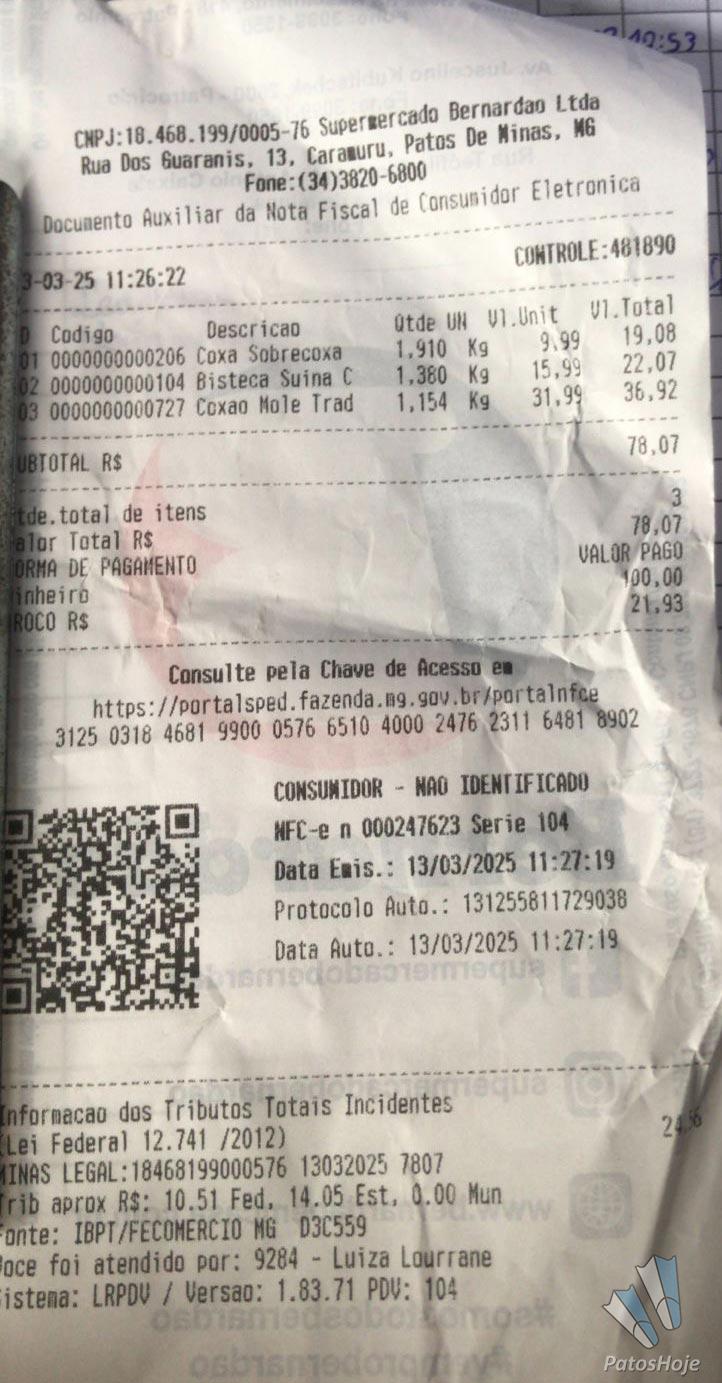 10:53
CNPJ:18.468.199/0005-76 Supermercado Bernardao Ltda
Rua Dos Guaranis, 13, Caramuru, Patos De Minas, MG
Fone:(34)3820-6800
Documento Auxiliar da Nota Fiscal de Consumidor Eletronica
3-03-25 11:26:22 CONTROLE:481890
D Codigo Descricao Qtde UN Vl.Unit Vl.Total
01 0000000000206 Coxa Sobrecoxa 1,910 Kg 9,99 19,08
02 0000000000104 Bisteca Suina C 1,380 Kg 15,99 22,07
03 0000000000727 Coxao Mole Trad 1,154 Kg 31,99 36,92
UBTOTAL R$ 78,07
tde.total de itens 3
alor Total R$ 78,07
ORMA DE PAGAMENTO VALOR PAGO
inheiro 100,00
ROCO R$ 21,93
Consulte pela Chave de Acesso em
https://portalsped.fazenda.mg.gov.br/portalnfce
3125 0318 4681 9900 0576 6510 4000 2476 2311 6481 8902
CONSUMIDOR - NAO IDENTIFICADO
NFC-e n 000247623 Serie 104
Data Emis.: 13/03/2025 11:27:19
Protocolo Auto.: 131255811729038
Data Auto.: 13/03/2025 11:27:19
Informacao dos Tributos Totais Incidentes
(Lei Federal 12.741 /2012) 24%
MINAS LEGAL:18468199000576 13032025 7807
Trib aprox R$: 10.51 Fed, 14.05 Est, 0.00 Mun
Fonte: IBPT/FECOMERCIO MG D3C559
Voce foi atendido por: 9284 - Luiza Lourrane
Sistema: LRPDV / Versao: 1.83.71 PDV: 104
PatosHoje